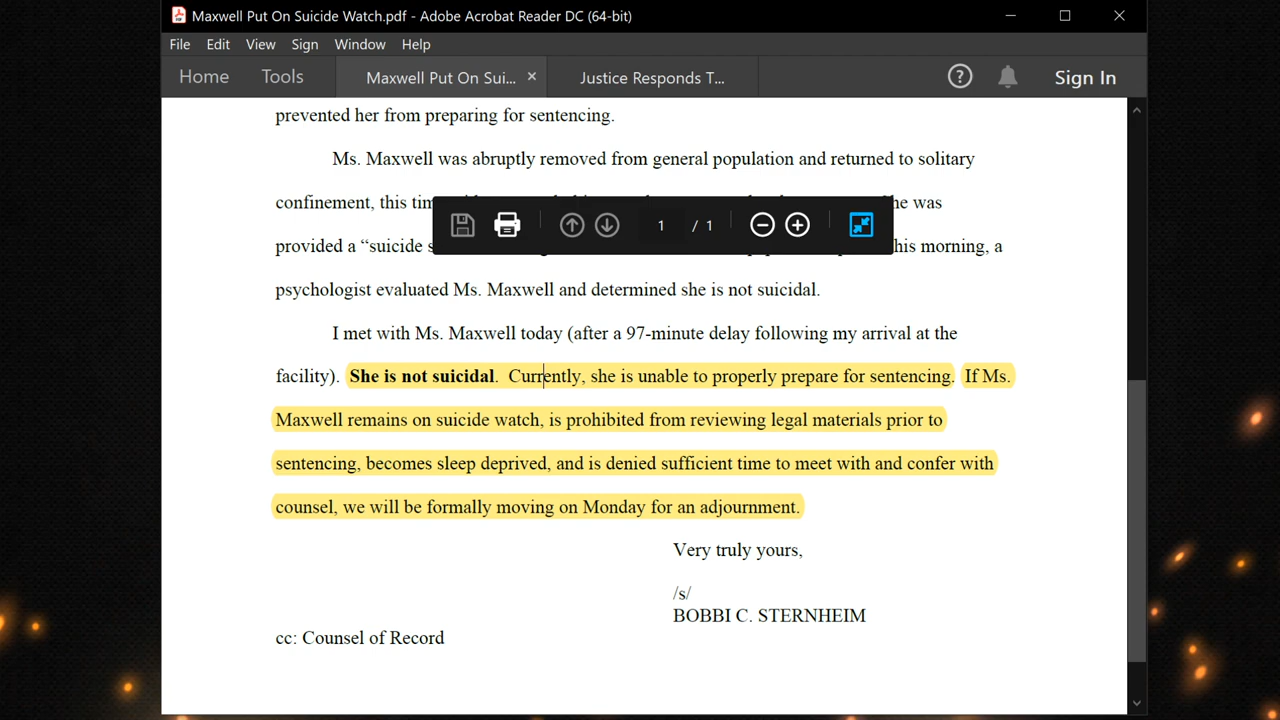 Maxwell Put On Suicide Watch.pdf - Adobe Acrobat Reader DC (64-bit)
File Edit View Sign Window Help
Home Tools Maxwell Put On Sui... × Justice Responds T... ? Sign In
prevented her from preparing for sentencing.
Ms. Maxwell was abruptly removed from general population and returned to solitary
confinement, this was
1 / 1
provided a “suicide morning, a
psychologist evaluated Ms. Maxwell and determined she is not suicidal.
I met with Ms. Maxwell today (after a 97-minute delay following my arrival at the
facility). She is not suicidal. Currently, she is unable to properly prepare for sentencing. If Ms.
Maxwell remains on suicide watch, is prohibited from reviewing legal materials prior to
sentencing, becomes sleep deprived, and is denied sufficient time to meet with and confer with
counsel, we will be formally moving on Monday for an adjournment.
Very truly yours,
/s/
BOBBI C. STERNHEIM
cc: Counsel of Record